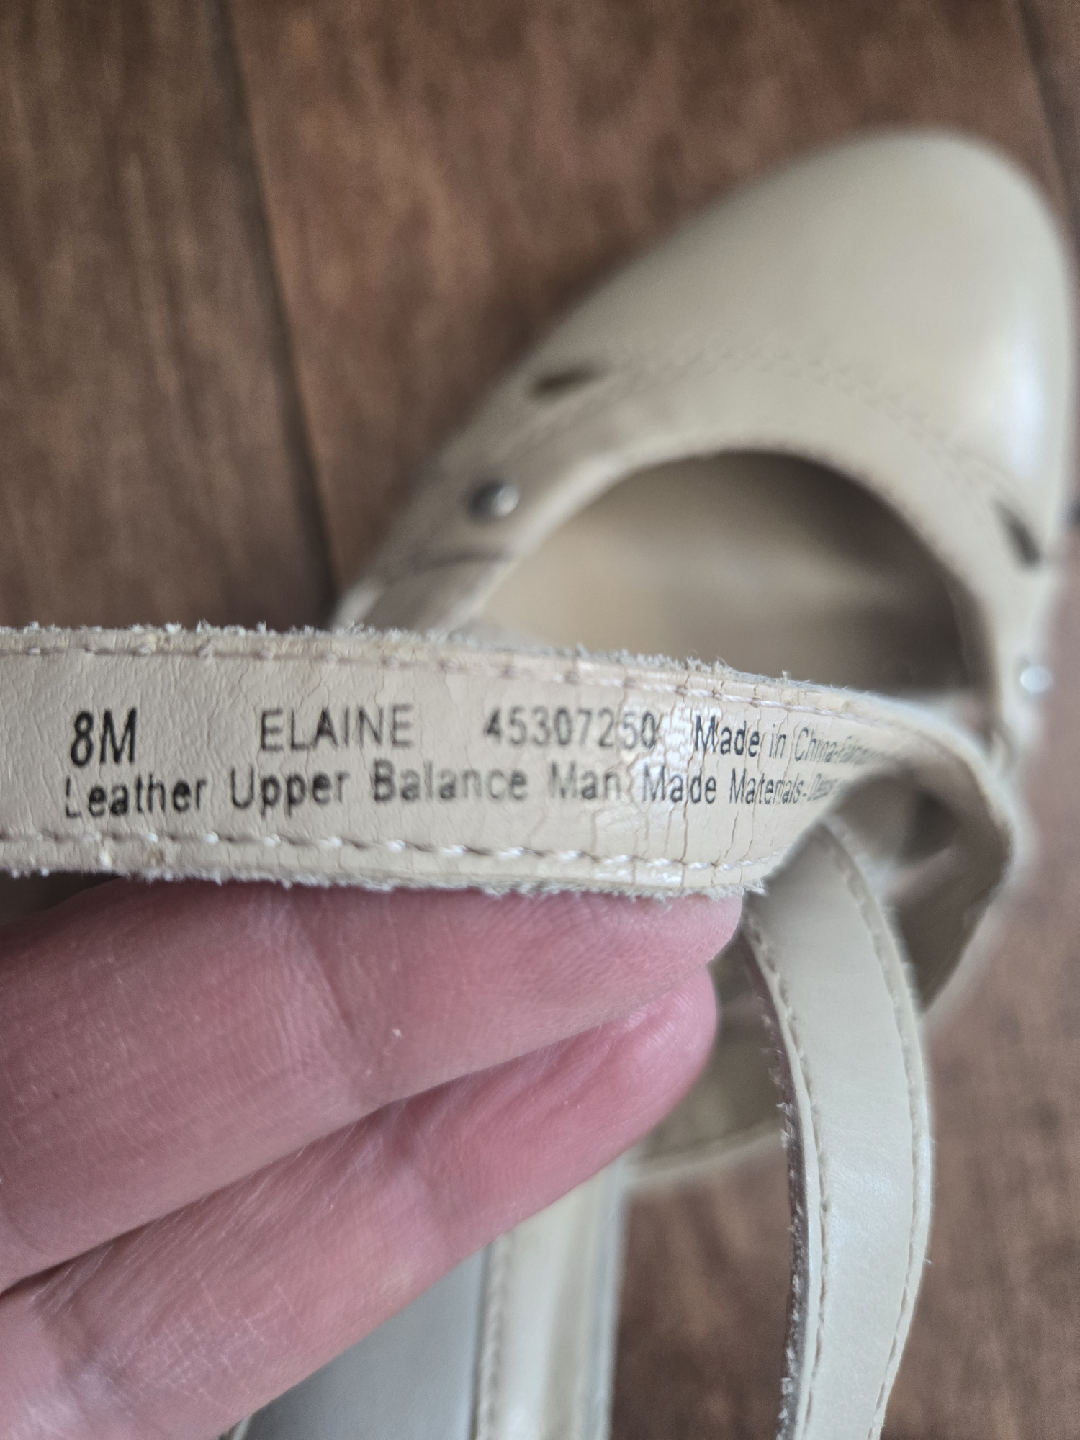 8M ELAINE 45307250 Made in China
Leather Upper Balance Man Made Materials-